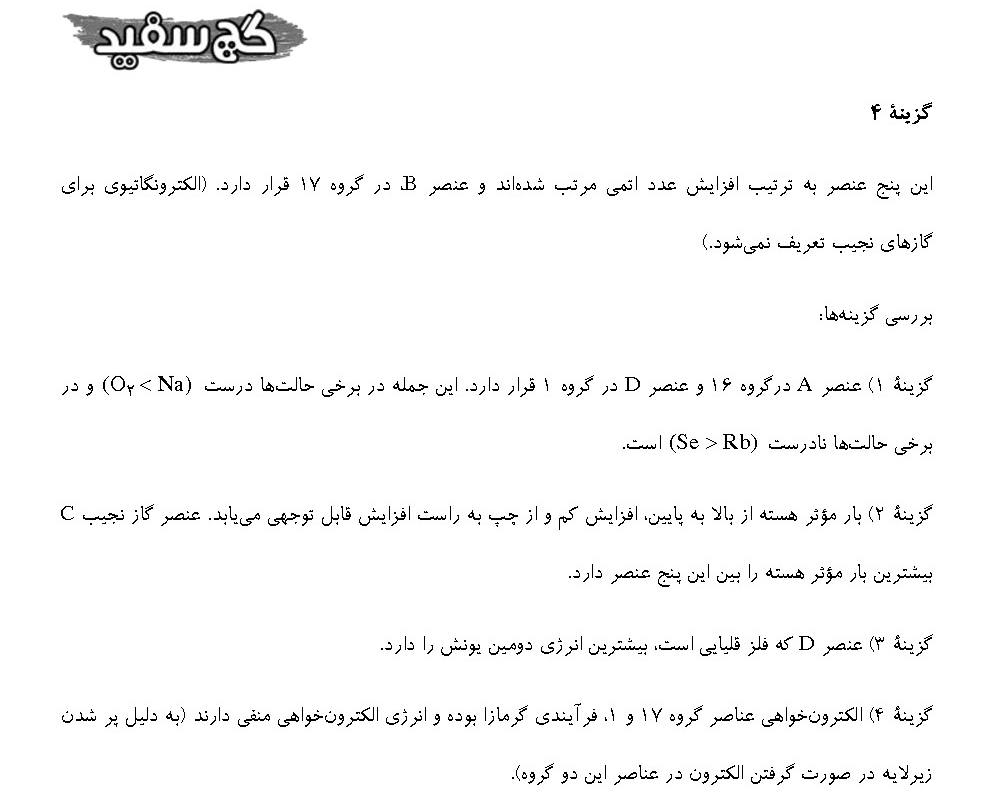 گچ سفید
گزینهٔ ۴
این پنج عنصر به ترتیب افزایش عدد اتمی مرتب شده‌اند و عنصر B، در گروه ۱۷ قرار دارد. (الکترونگاتیوی برای
گازهای نجیب تعریف نمی‌شود.)
بررسی گزینه‌ها:
گزینهٔ ۱) عنصر A درگروه ۱۶ و عنصر D در گروه ۱ قرار دارد. این جمله در برخی حالت‌ها درست (O۲ < Na) و در
برخی حالت‌ها نادرست (Se > Rb) است.
گزینهٔ ۲) بار مؤثر هسته از بالا به پایین، افزایش کم و از چپ به راست افزایش قابل توجهی می‌یابد. عنصر گاز نجیب C
بیشترین بار مؤثر هسته را بین این پنج عنصر دارد.
گزینهٔ ۳) عنصر D که فلز قلیایی است، بیشترین انرژی دومین یونش را دارد.
گزینهٔ ۴) الکترون‌خواهی عناصر گروه ۱۷ و ۱، فرآیندی گرمازا بوده و انرژی الکترون‌خواهی منفی دارند (به دلیل پر شدن
زیرلایه در صورت گرفتن الکترون در عناصر این دو گروه).